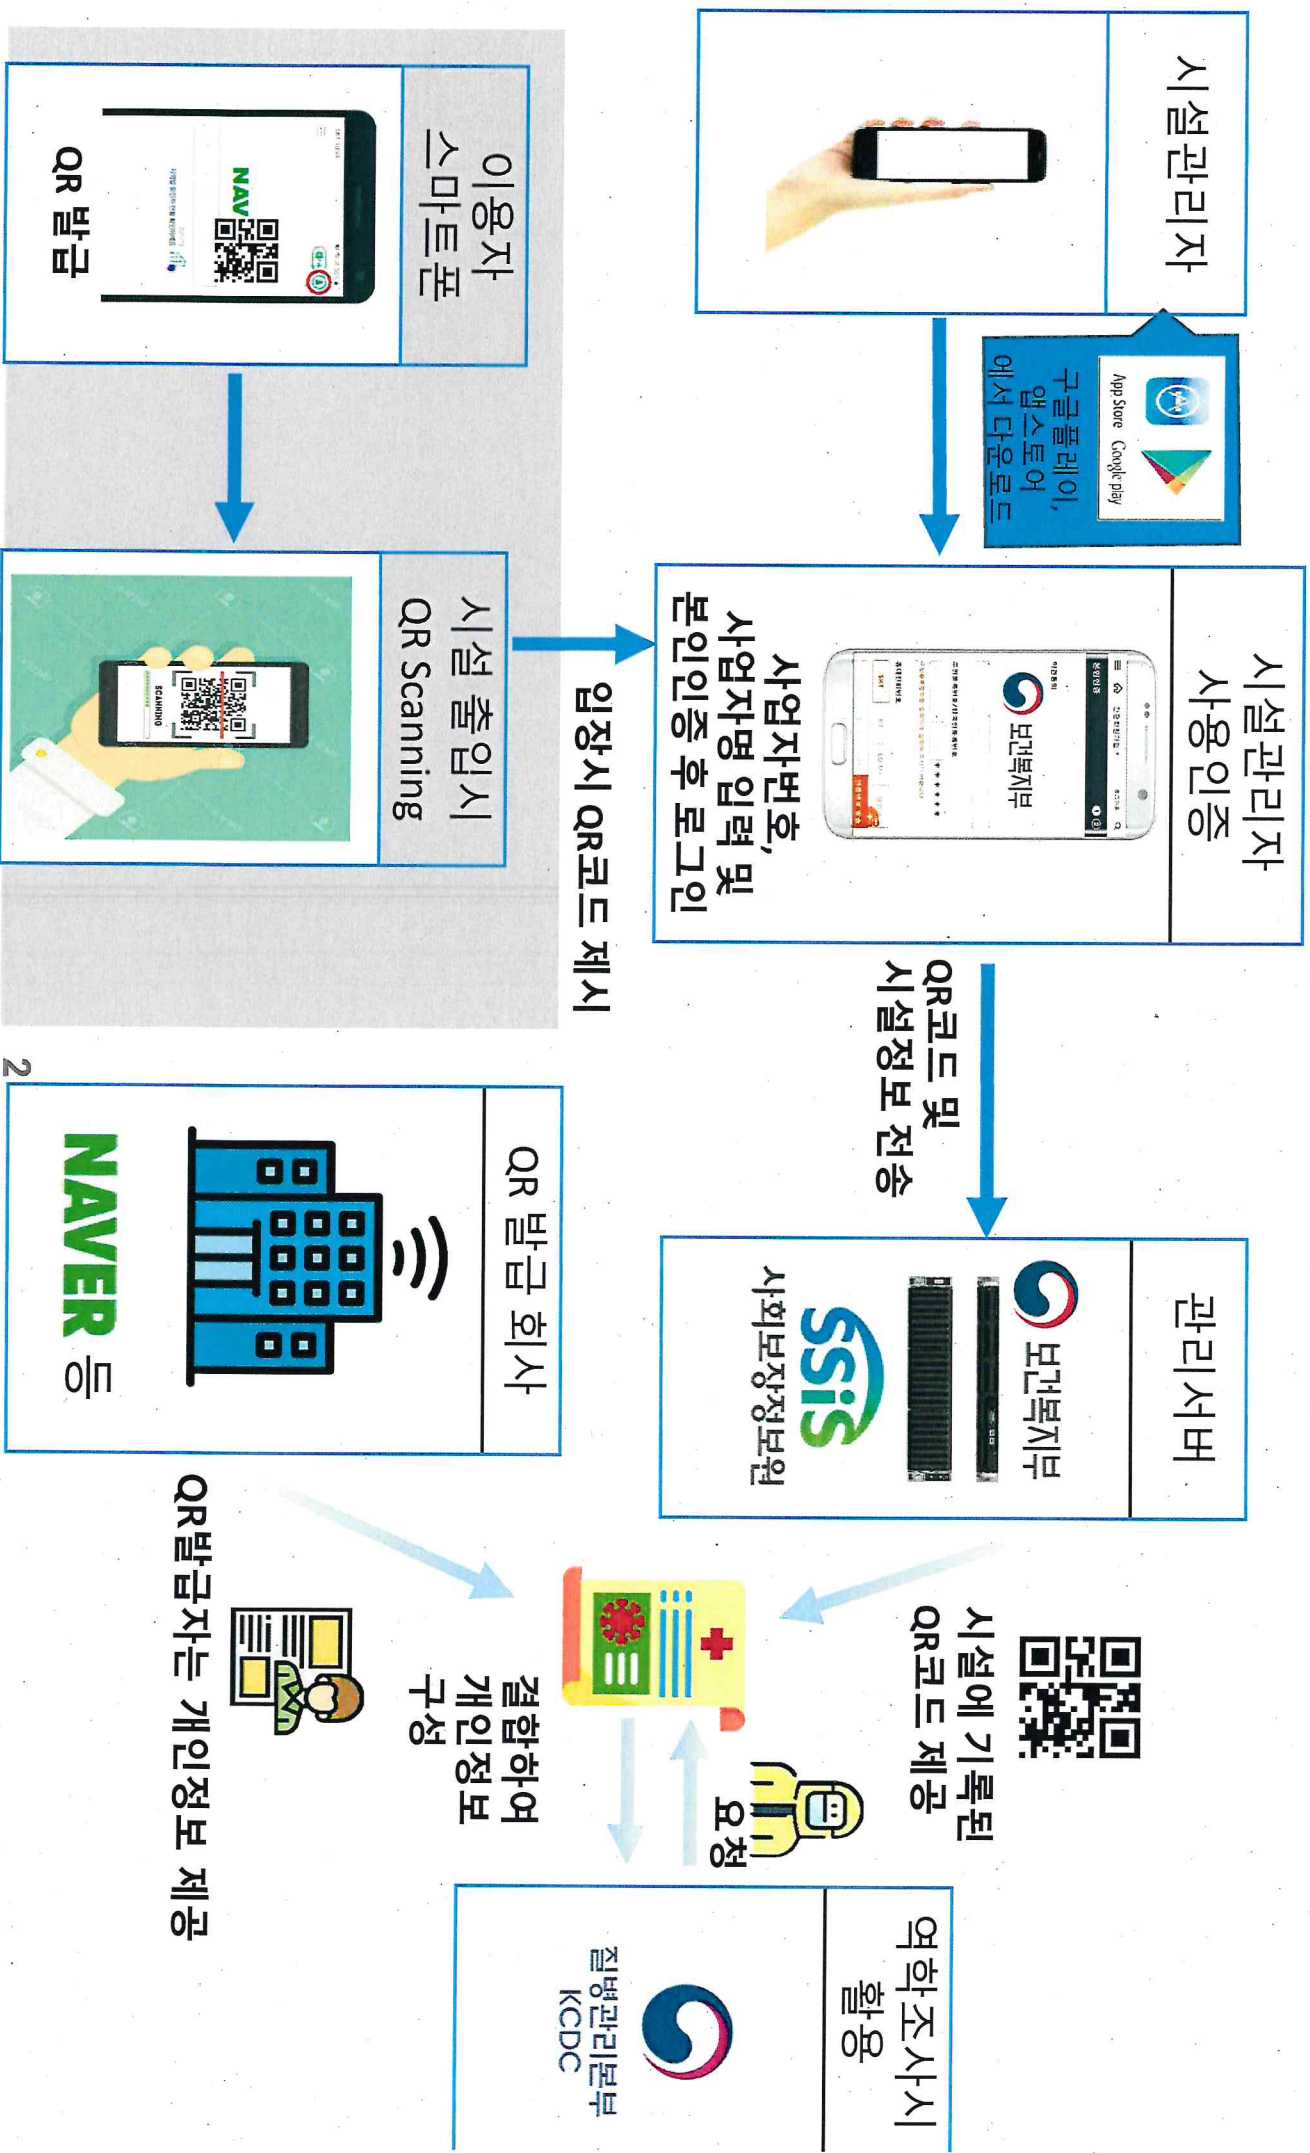 시설관리자
App Store Google play
구글플레이,
앱스토어
에서 다운로드
시설관리자
사용인증
본인인증
보건복지부
SKT
사업자번호,
사업자명 입력 및
본인인증 후 로그인
QR코드 및
시설정보 전송
관리서버
보건복지부
SSiS
사회보장정보원
시설에 기록된
QR코드 제공
요청
결합하여
개인정보
구성
역학조사시
활용
질병관리본부
KCDC
이용자
스마트폰
NAV
QR 발급
시설 출입시
QR Scanning
SCANNING
입장시 QR코드 제시
QR 발급 회사
NAVER 등
QR발급자는 개인정보 제공
2